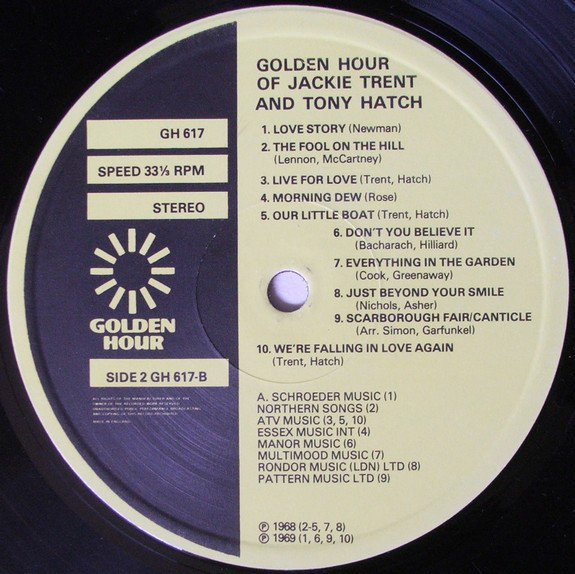 GOLDEN HOUR
OF JACKIE TRENT
AND TONY HATCH
GH 617
SPEED 33⅓ RPM
STEREO
GOLDEN
HOUR
SIDE 2 GH 617-B
1. LOVE STORY (Newman)
2. THE FOOL ON THE HILL
(Lennon, McCartney)
3. LIVE FOR LOVE (Trent, Hatch)
4. MORNING DEW (Rose)
5. OUR LITTLE BOAT (Trent, Hatch)
6. DON'T YOU BELIEVE IT
(Bacharach, Hilliard)
7. EVERYTHING IN THE GARDEN
(Cook, Greenaway)
8. JUST BEYOND YOUR SMILE
(Nichols, Asher)
9. SCARBOROUGH FAIR/CANTICLE
(Arr. Simon, Garfunkel)
10. WE'RE FALLING IN LOVE AGAIN
(Trent, Hatch)
A. SCHROEDER MUSIC (1)
NORTHERN SONGS (2)
ATV MUSIC (3, 5, 10)
ESSEX MUSIC INT (4)
MANOR MUSIC (6)
MULTIMOOD MUSIC (7)
RONDOR MUSIC (LDN) LTD (8)
PATTERN MUSIC LTD (9)
℗ 1968 (2-5, 7, 8)
℗ 1969 (1, 6, 9, 10)